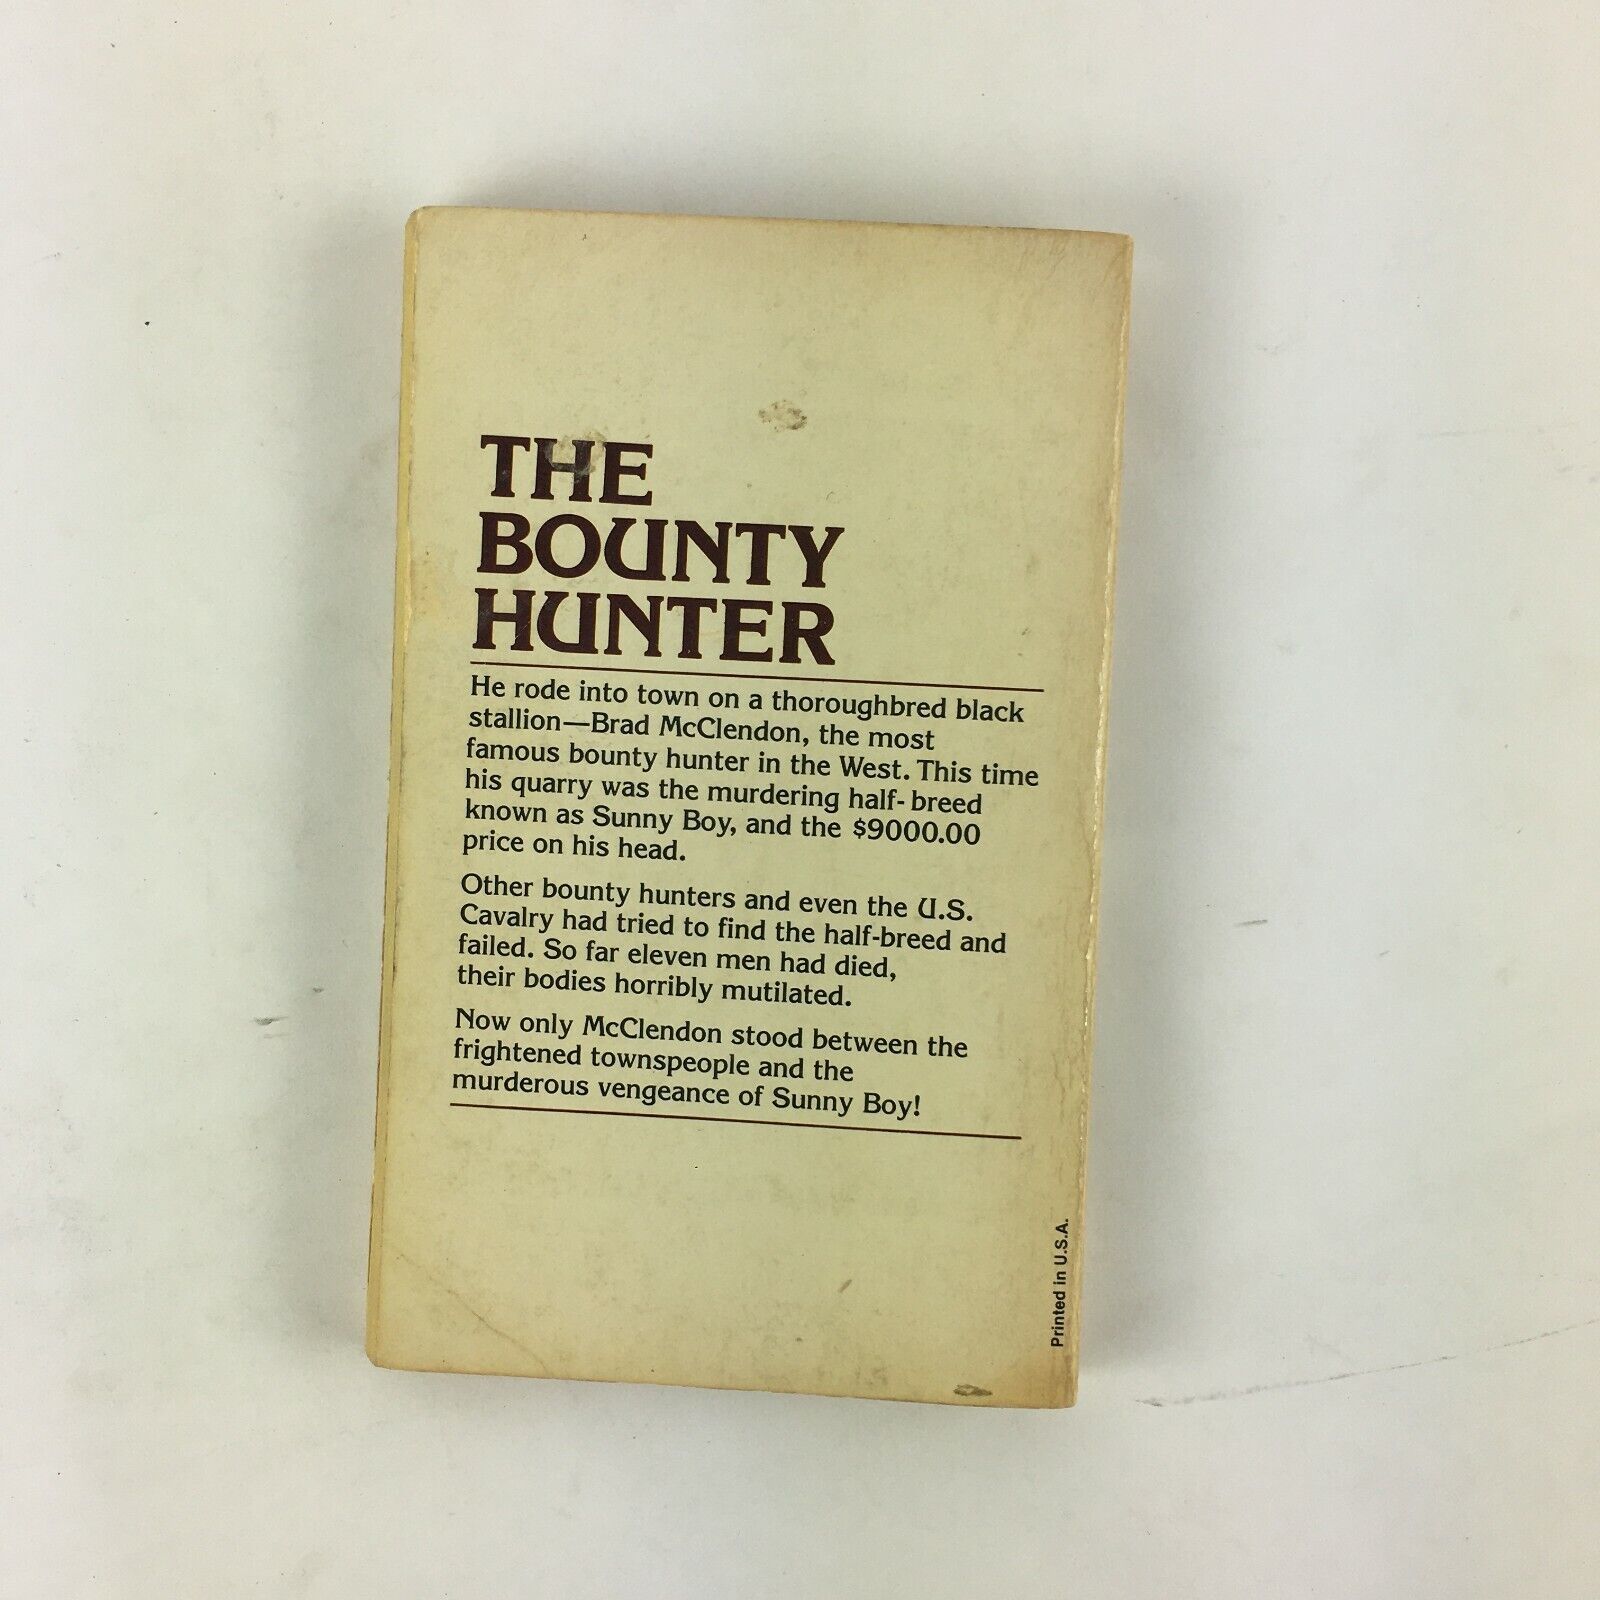 THE
BOUNTY
HUNTER
He rode into town on a thoroughbred black
stallion—Brad McClendon, the most
famous bounty hunter in the West. This time
his quarry was the murdering half- breed
known as Sunny Boy, and the $9000.00
price on his head.
Other bounty hunters and even the U.S.
Cavalry had tried to find the half-breed and
failed. So far eleven men had died,
their bodies horribly mutilated.
Now only McClendon stood between the
frightened townspeople and the
murderous vengeance of Sunny Boy!
Printed in U.S.A.